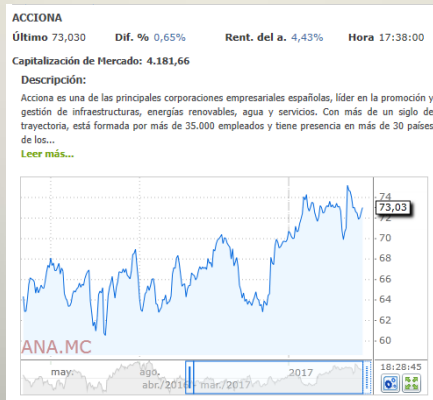 ACCIONA
Último 73,030 Dif. % 0,65% Rent. del a. 4,43% Hora 17:38:00
Capitalización de Mercado: 4.181,66
Descripción:
Acciona es una de las principales corporaciones empresariales españolas, líder en la promoción y
gestión de infraestructuras, energías renovables, agua y servicios. Con más de un siglo de
trayectoria, está formada por más de 35.000 empleados y tiene presencia en más de 30 países
de los...
Leer más...
74
73,03
72
70
68
66
64
62
60
ANA.MC
may. ago. 2017
abr./2016 - mar./2017
18:28:45